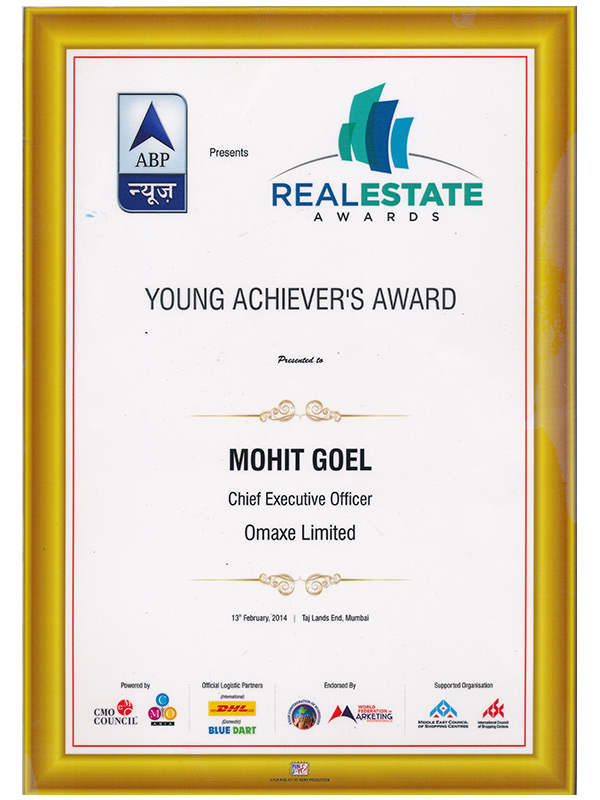 ABP
न्यूज़
Presents
REALESTATE
AWARDS
YOUNG ACHIEVER'S AWARD
Presented to
MOHIT GOEL
Chief Executive Officer
Omaxe Limited
13th February, 2014 | Taj Lands End, Mumbai
Powered by
CMO
COUNCIL
CMO
ASIA
Official Logistic Partners
(International)
DHL
(Domestic)
BLUE DART
Endorsed By
WORLD
FEDERATION OF
MARKETING
Supported Organisation
MIDDLE EAST COUNCIL
OF SHOPPING CENTRES
International Council
of Shopping Centers